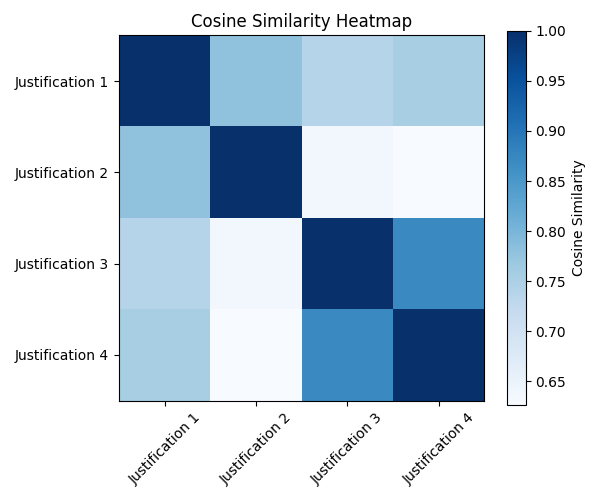 Cosine Similarity Heatmap
Justification 1
Justification 2
Justification 3
Justification 4
Justification 1
Justification 2
Justification 3
Justification 4
1.00
0.95
0.90
0.85
0.80
0.75
0.70
0.65
Cosine Similarity